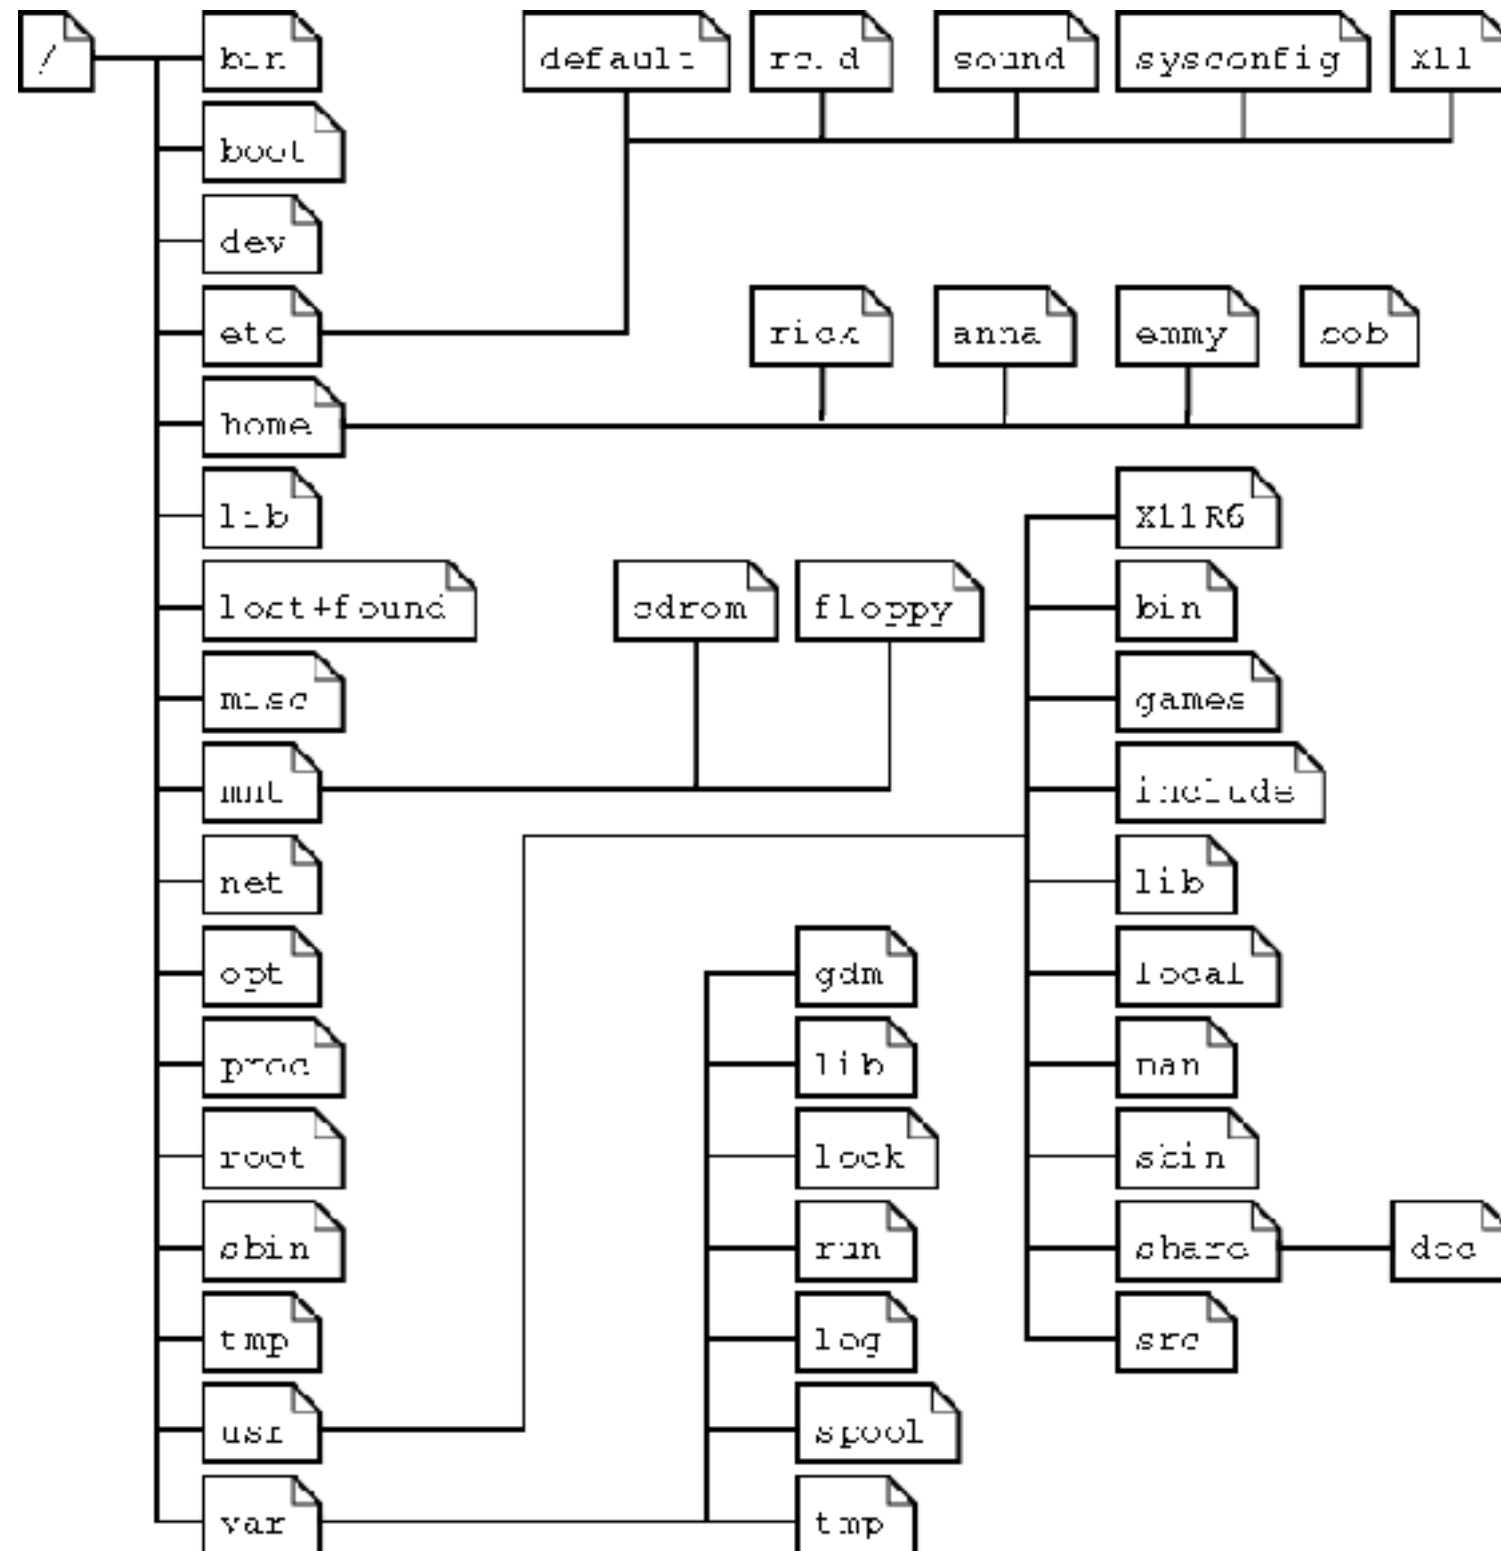 / bin default rc.d sound sysconfig X11
boot
dev
etc rick anna emmy bob
home
lib X11R6
lost+found cdrom floppy bin
misc games
mnt include
net lib
opt gdm local
proc lib man
root lock sbin
sbin run share doc
tmp log src
usr spool
var tmp